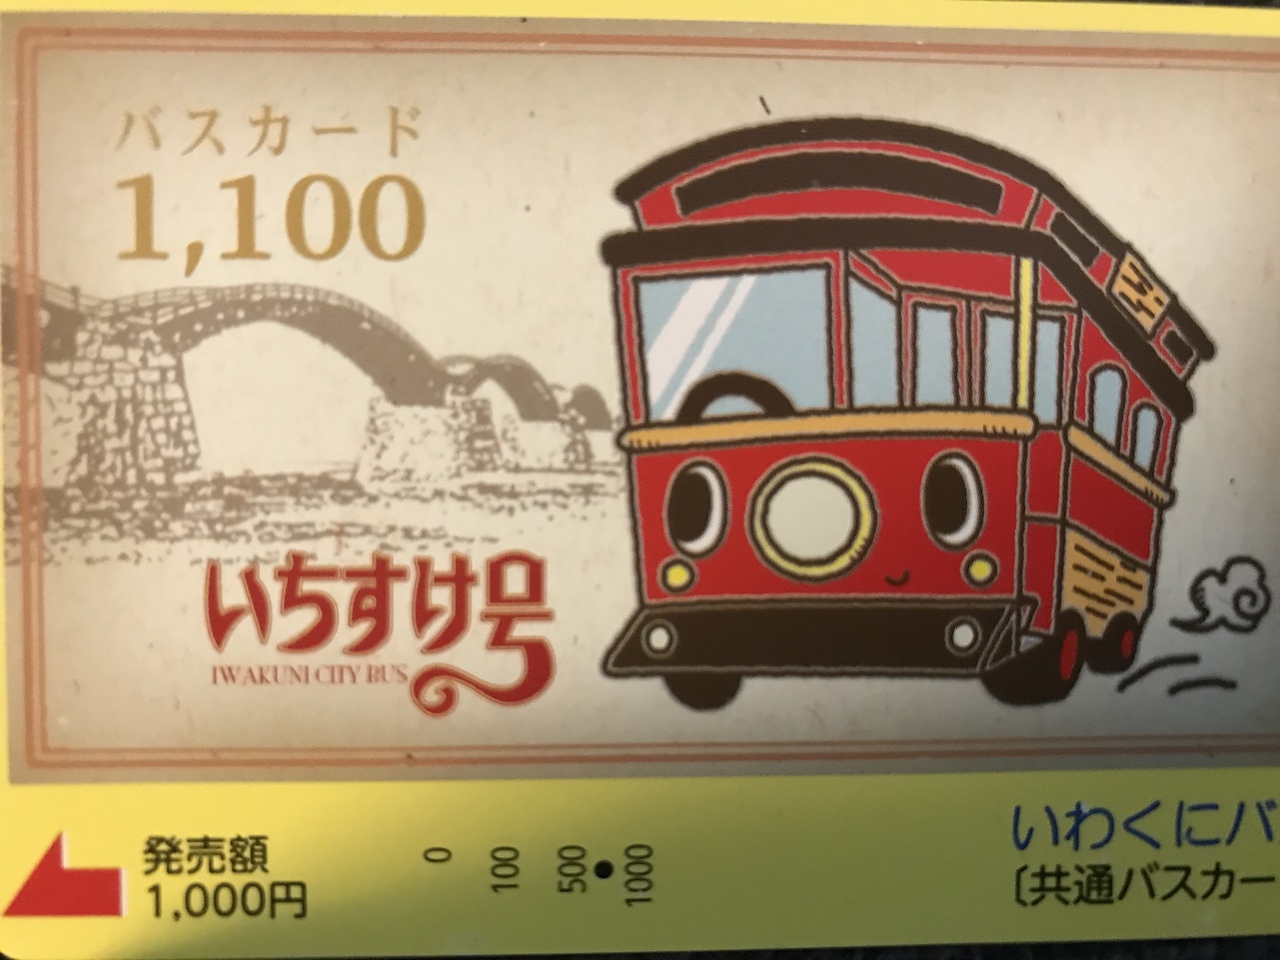 バスカード
1,100
いちすけ号
IWAKUNI CITY BUS
発売額
1,000円
0
100
500
1000
いわくにバ
〔共通バスカー